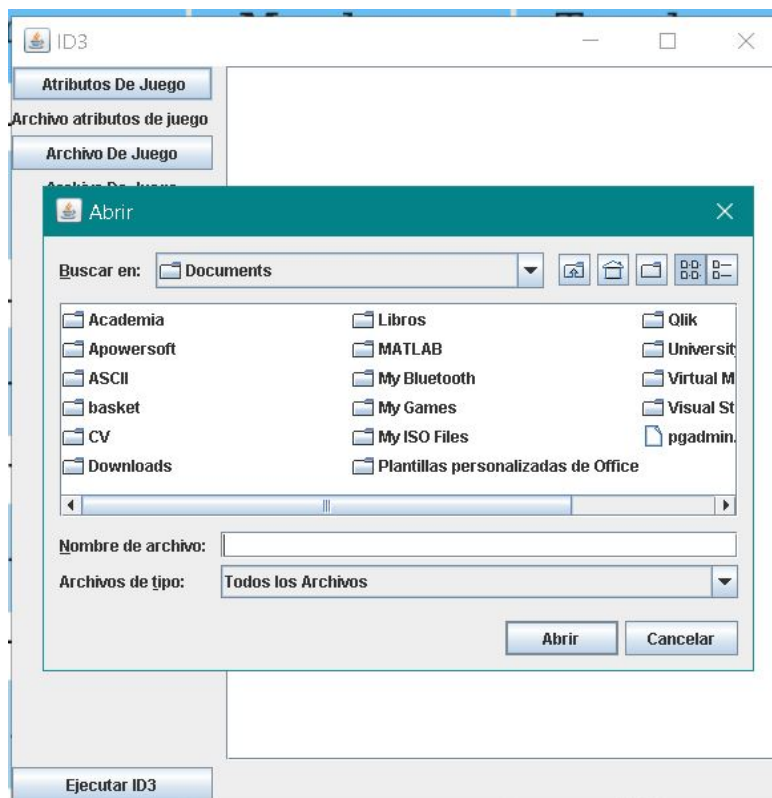 ID3
Atributos De Juego
Archivo atributos de juego
Archivo De Juego
Abrir
Buscar en: Documents
Academia Libros Qlik
Apowersoft MATLAB
ASCII My Bluetooth Virtual
basket My Games Visual
CV My ISO Files
Downloads Plantillas personalizadas de Office
Nombre de archivo:
Archivos de tipo: Todos los Archivos
Abrir Cancelar
Ejecutar ID3